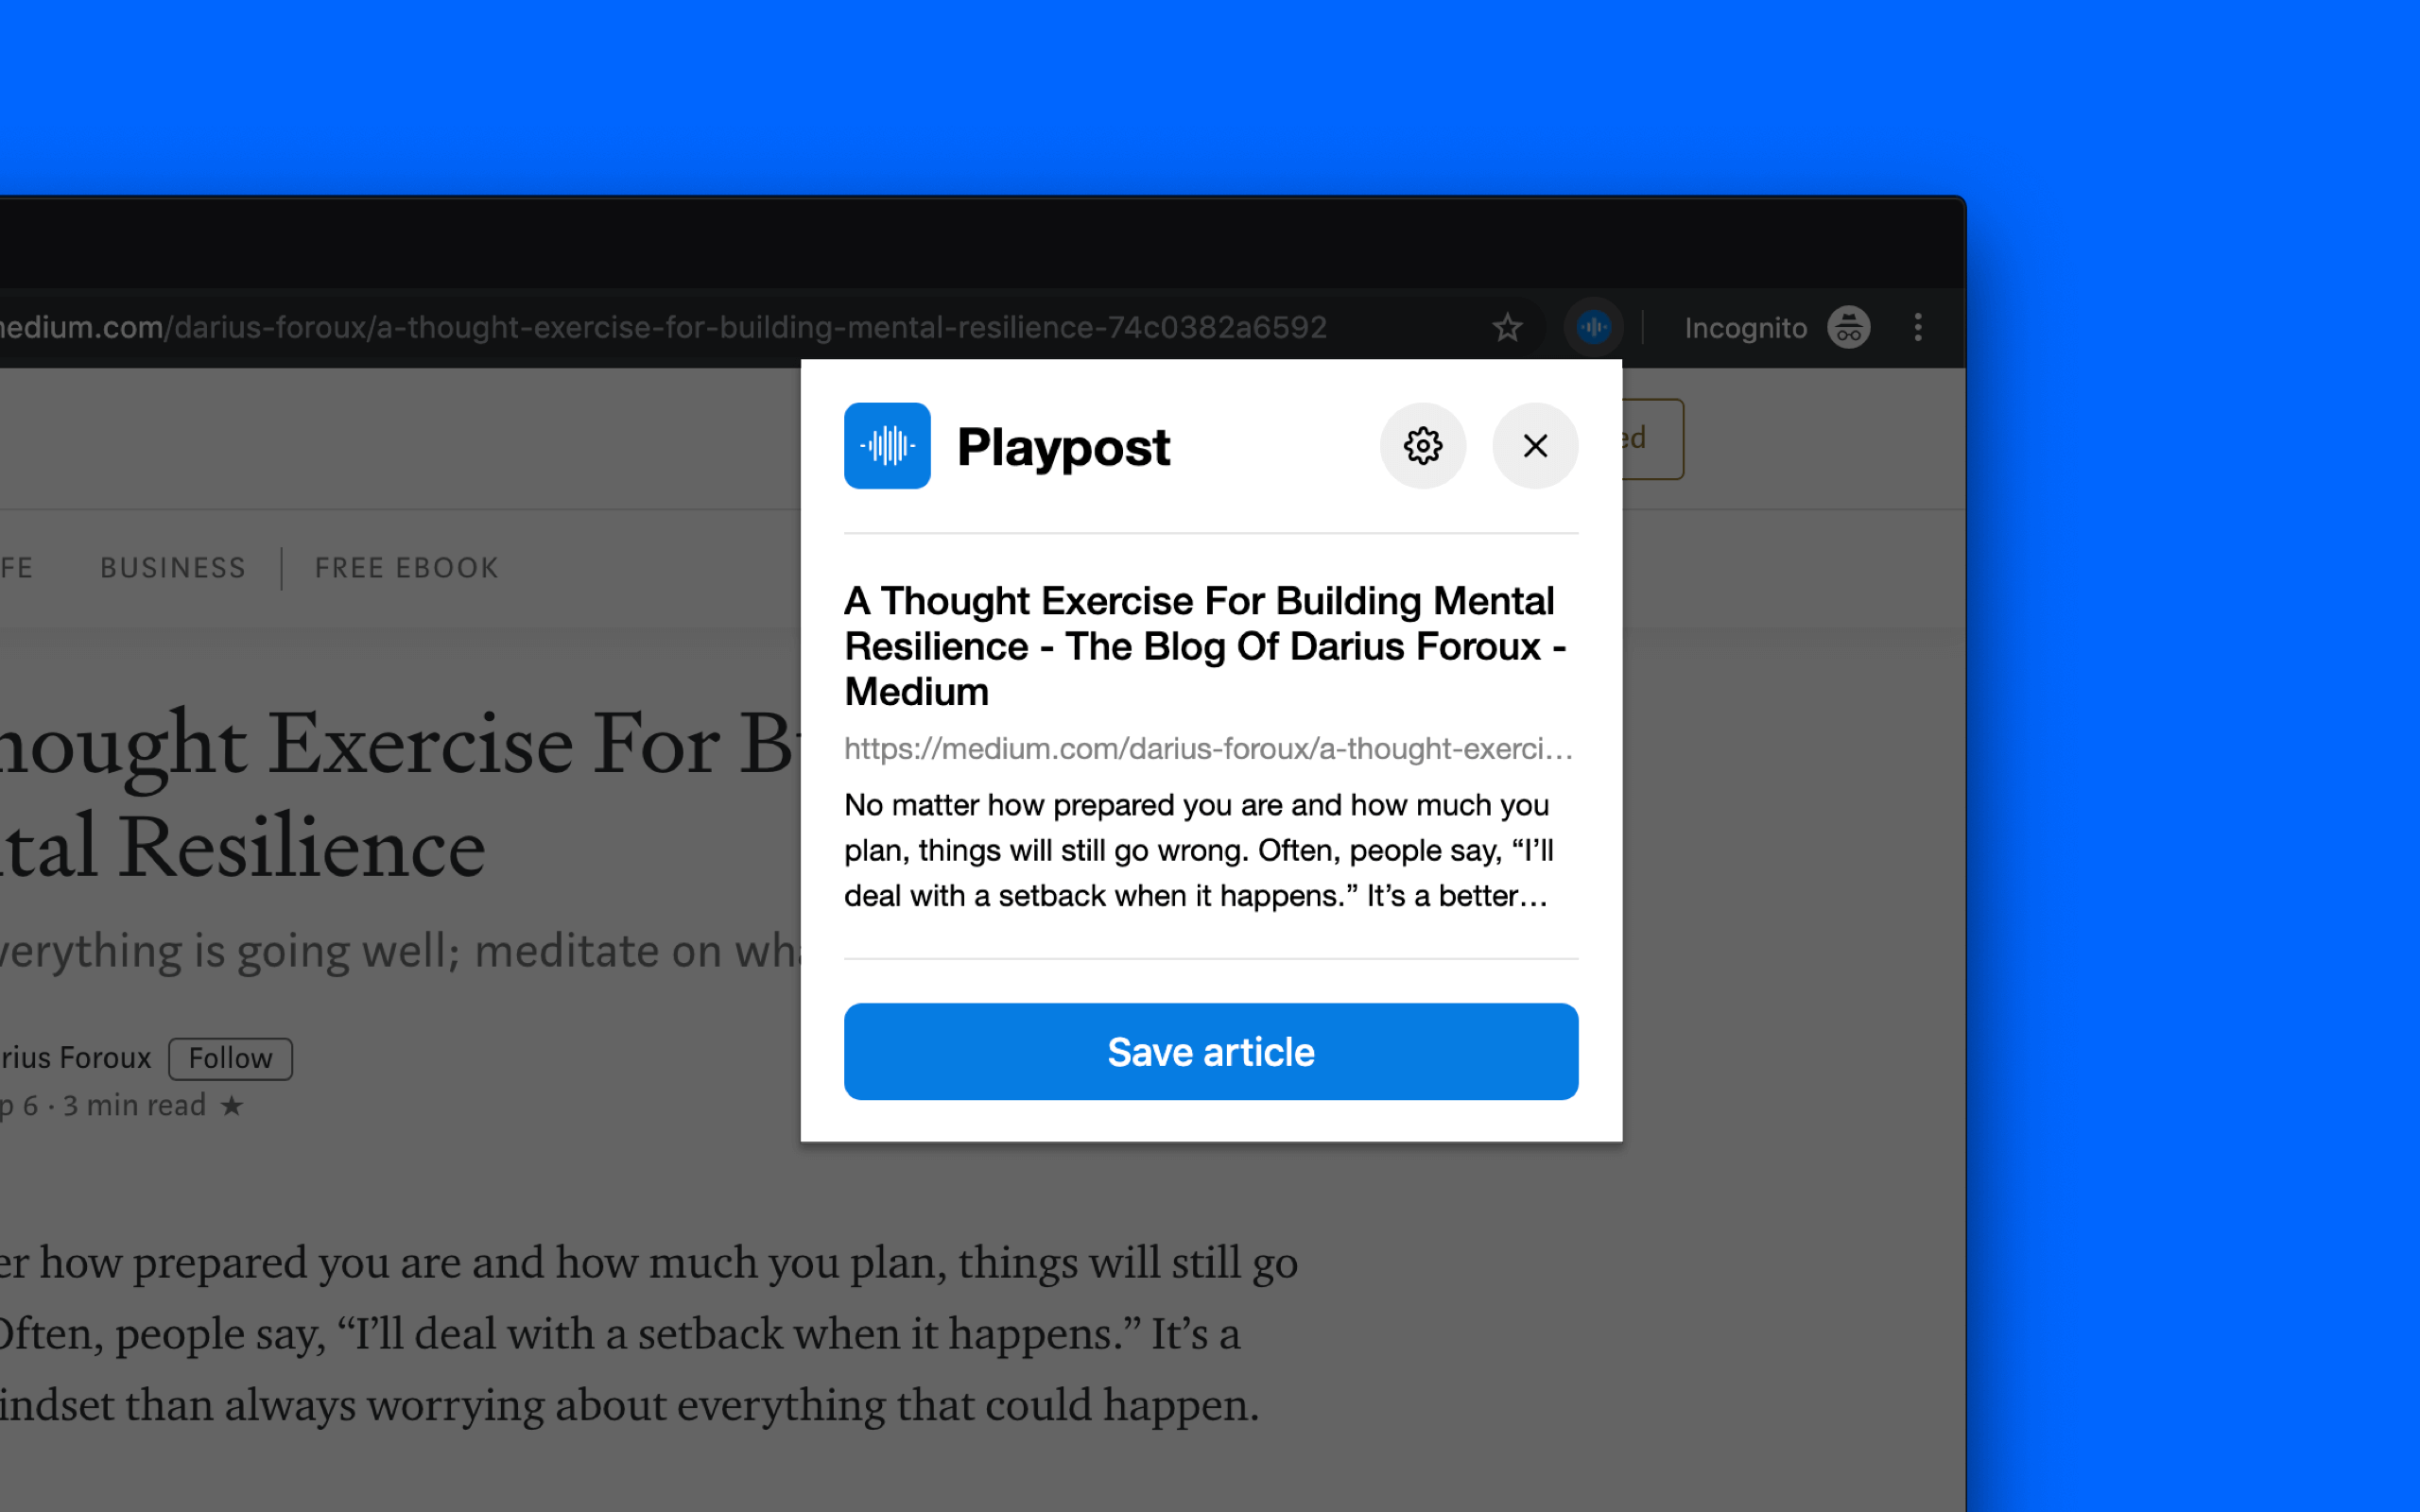 edium.com/darius-foroux/a-thought-exercise-for-building-mental-resilience-74c0382a6592
Incognito
Playpost
ed
FE BUSINESS FREE EBOOK
A Thought Exercise For Building Mental
Resilience - The Blog Of Darius Foroux -
Medium
https://medium.com/darius-foroux/a-thought-exerci...
No matter how prepared you are and how much you
plan, things will still go wrong. Often, people say, “I’ll
deal with a setback when it happens.” It’s a better...
Save article
hought Exercise For B
tal Resilience
verything is going well; meditate on wh
rius Foroux Follow
p 6 · 3 min read ★
er how prepared you are and how much you plan, things will still go
Often, people say, “I’ll deal with a setback when it happens.” It’s a
indset than always worrying about everything that could happen.